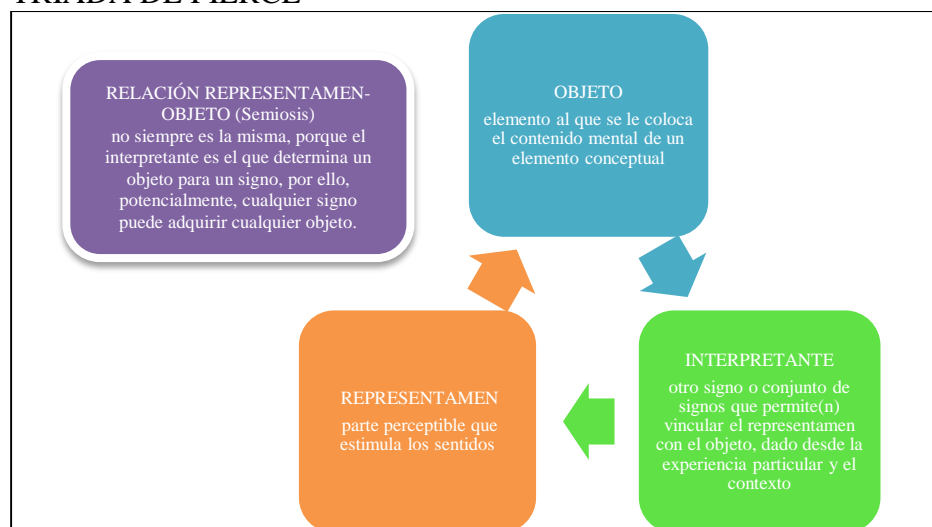 TRIADA DE PIERCE
RELACIÓN REPRESENTAMEN-
OBJETO (Semiosis)
no siempre es la misma, porque el
interpretante es el que determina un
objeto para un signo, por ello,
potencialmente, cualquier signo
puede adquirir cualquier objeto.
OBJETO
elemento al que se le coloca
el contenido mental de un
elemento conceptual
REPRESENTAMEN
parte perceptible que
estimula los sentidos
INTERPRETANTE
otro signo o conjunto de
signos que permite(n)
vincular el representamen
con el objeto, dado desde la
experiencia particular y el
contexto